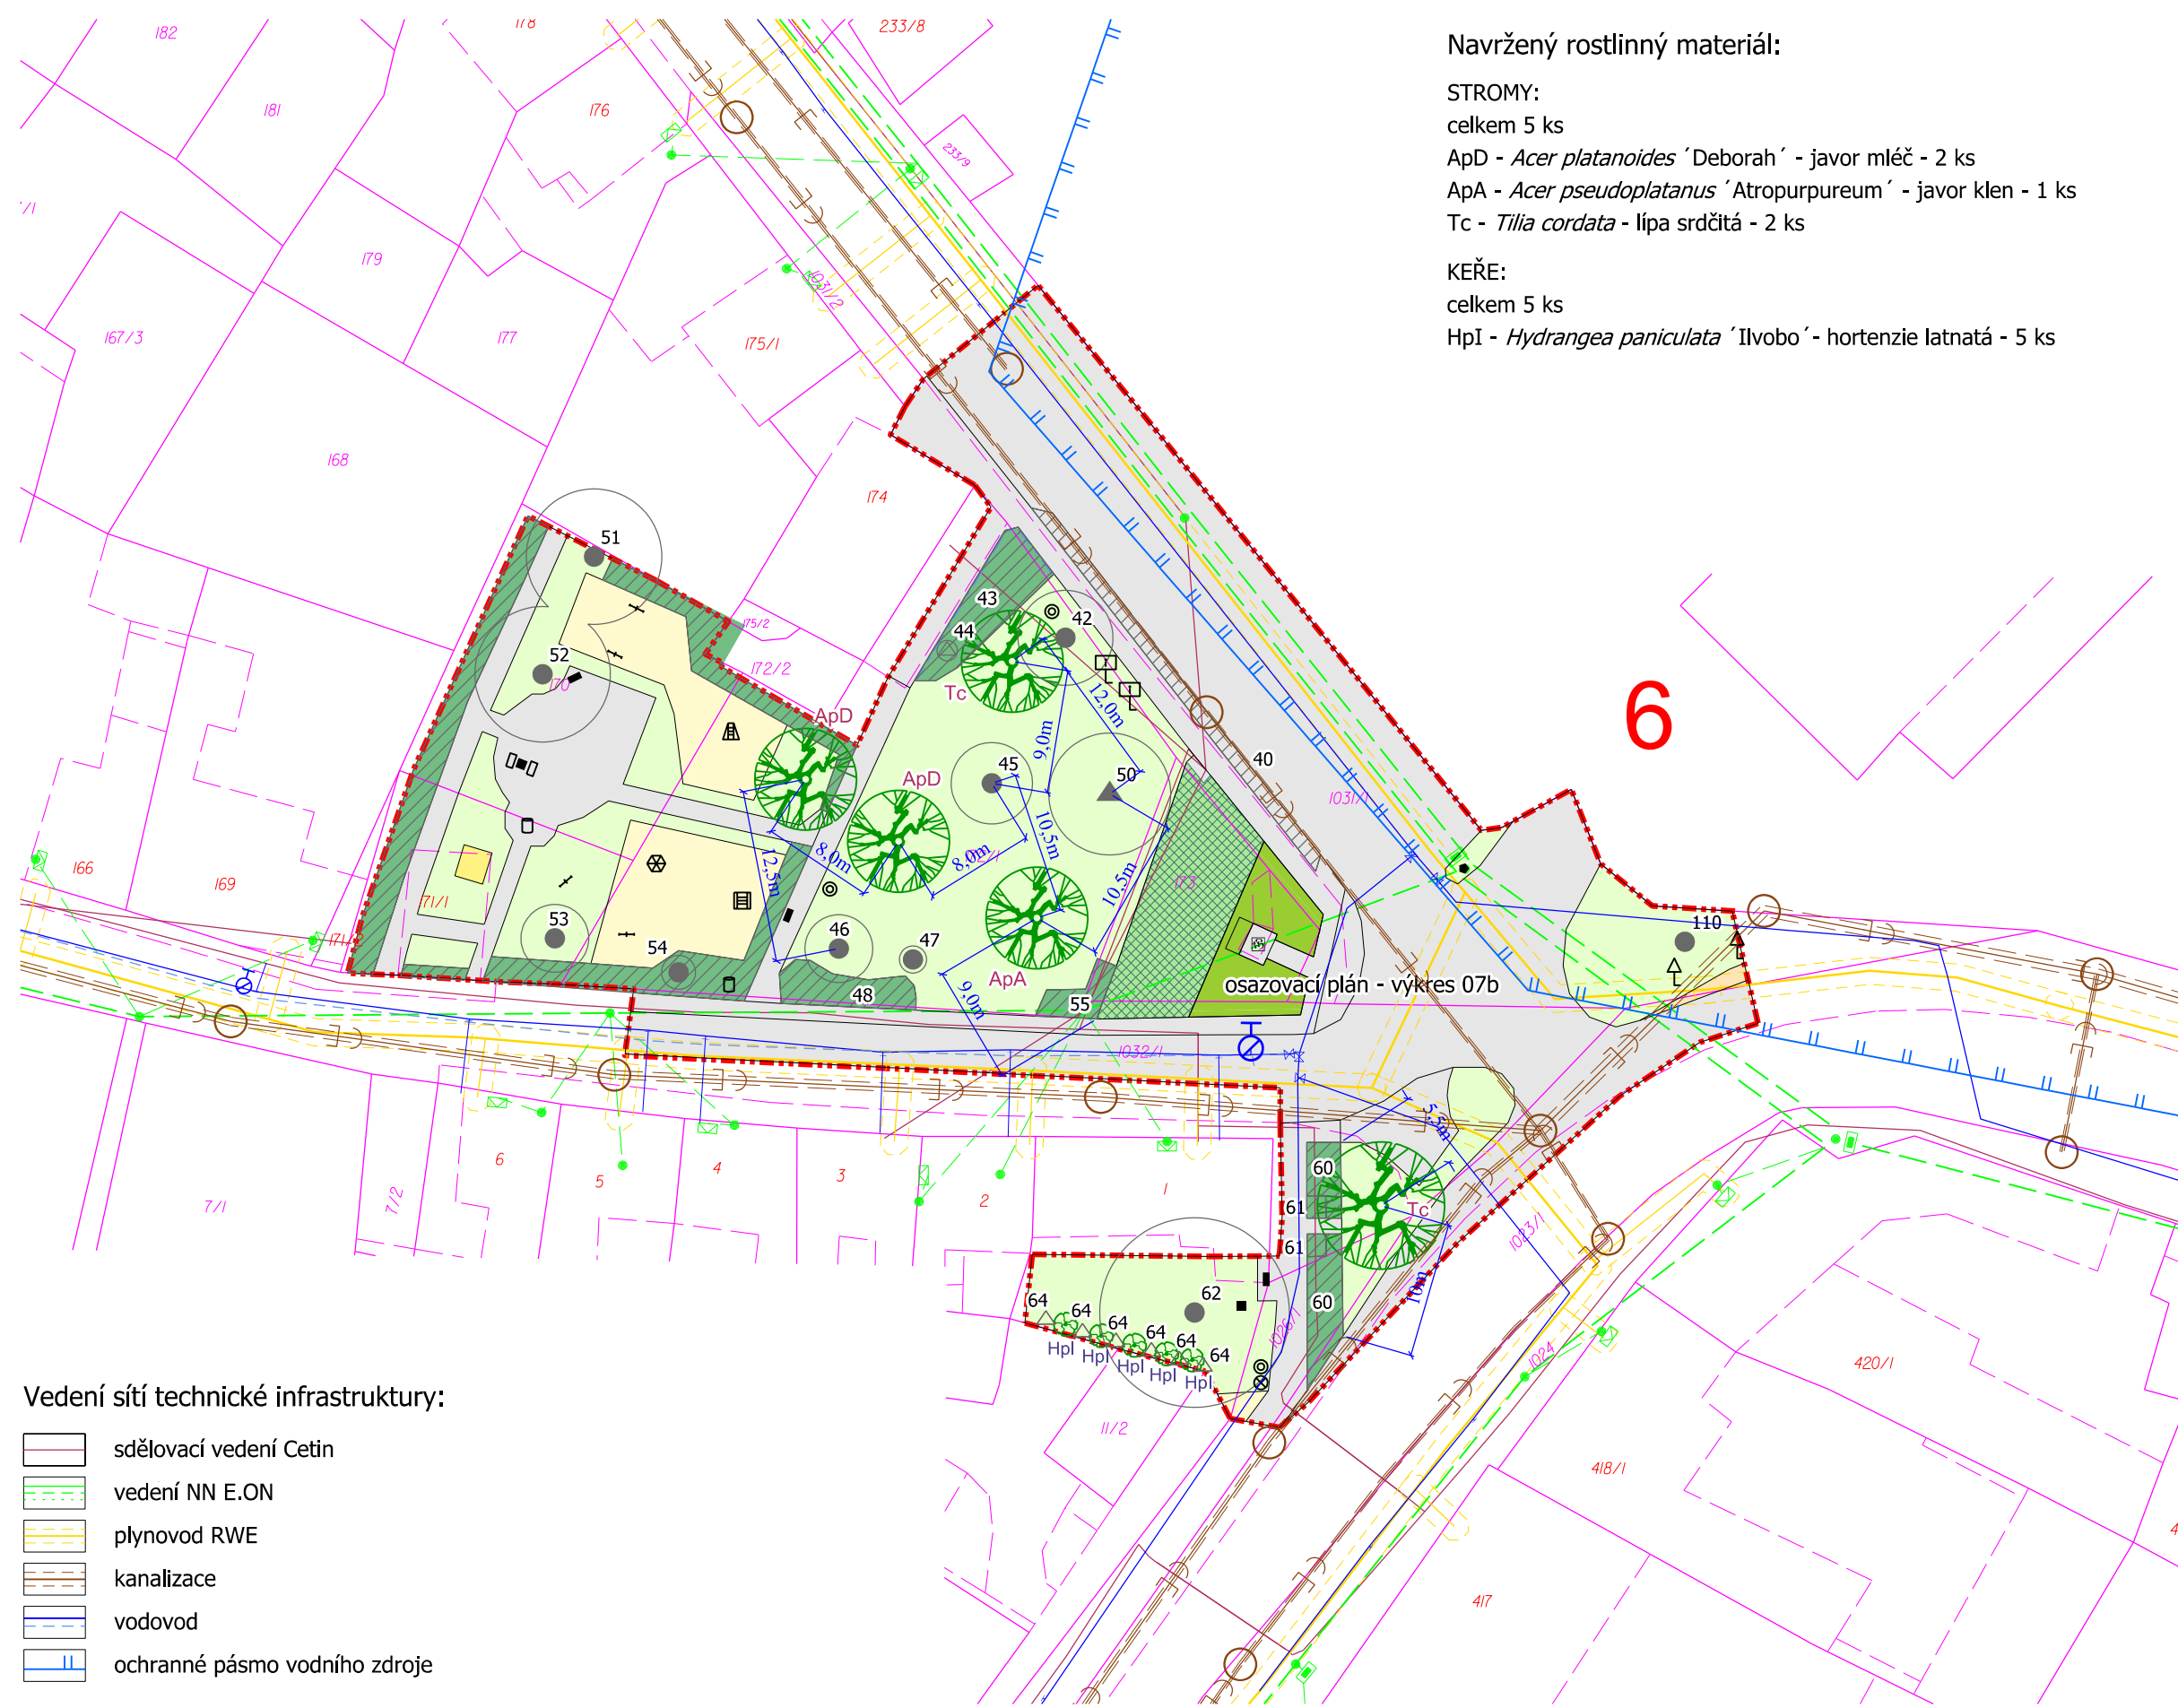 Navržený rostlinný materiál:
STROMY:
celkem 5 ks
ApD - Acer platanoides ´Deborah´ - javor mléč - 2 ks
ApA - Acer pseudoplatanus ´Atropurpureum´ - javor klen - 1 ks
Tc - Tilia cordata - lípa srdčitá - 2 ks
KEŘE:
celkem 5 ks
HpI - Hydrangea paniculata ´Ilvobo´ - hortenzie latnatá - 5 ks
182
178
233/8
181
176
233/9
179
1031/2
167/3
177
175/1
168
174
51
43
42
44
175/2
52
170
172/2
Tc
12,0m
6
ApD
9,0m
40
ApD
45
50
1031/1
10,5m
8,0m
8,0m
12,5m
173
10,5m
166
169
171/1
53
46
47
110
54
ApA
48
9,0m
55
osazovací plán - výkres 07b
1032/1
5,5m
6
5
4
3
2
1
7/1
7/2
60
61
Tc
61
1023/1
60
10m
62
64
64
64
64
64
64
HpI
HpI
HpI
HpI
HpI
1026/1
1024
420/1
11/2
418/1
417
Vedení sítí technické infrastruktury:
sdělovací vedení Cetin
vedení NN E.ON
plynovod RWE
kanalizace
vodovod
ochranné pásmo vodního zdroje